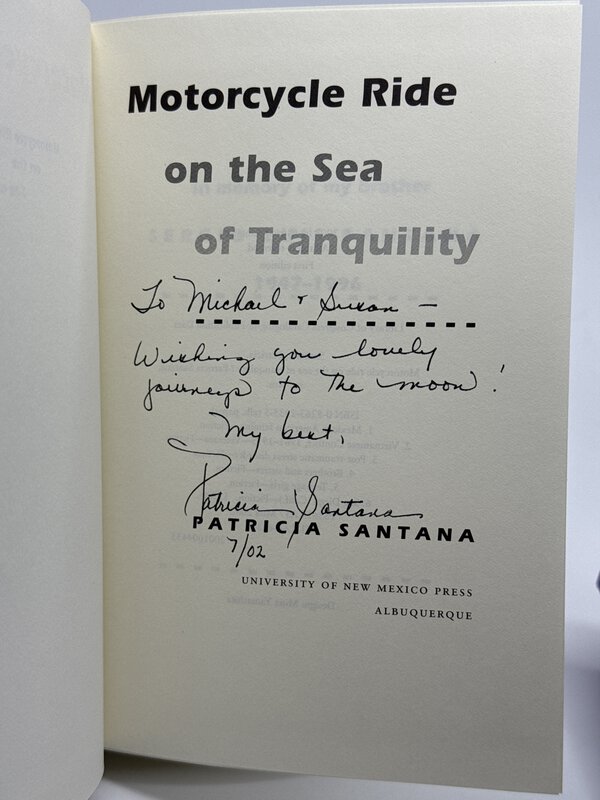 Motorcycle Ride
on the Sea
of Tranquility
To Michael & Susan —
Wishing you lovely
journeys to the moon!
My best,
Patricia Santana
PATRICIA SANTANA
7/02
UNIVERSITY OF NEW MEXICO PRESS
ALBUQUERQUE